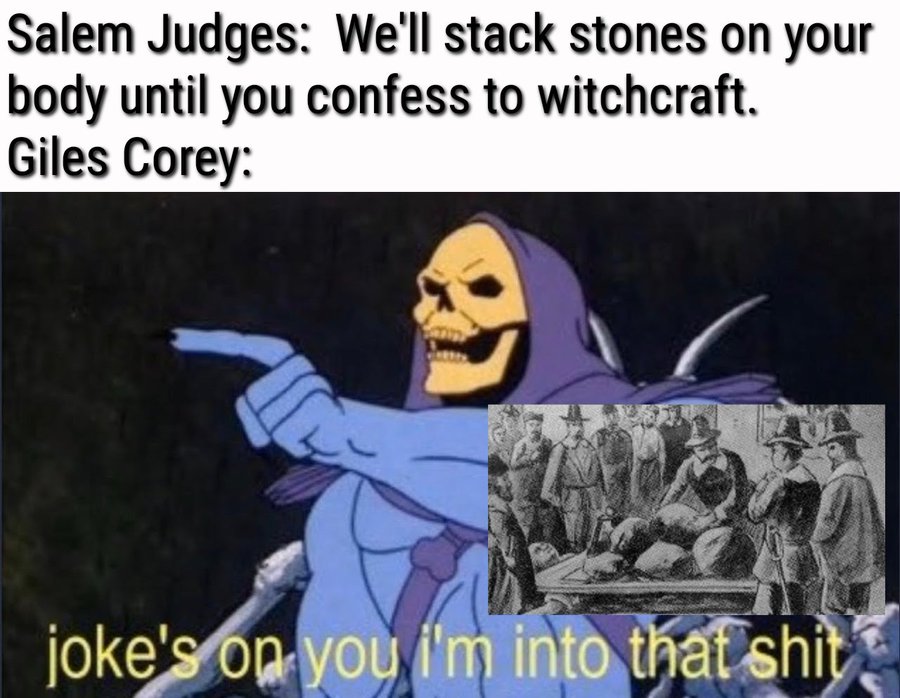 Salem Judges:  We'll stack stones on your
body until you confess to witchcraft.
Giles Corey:
joke's on you i'm into that shit